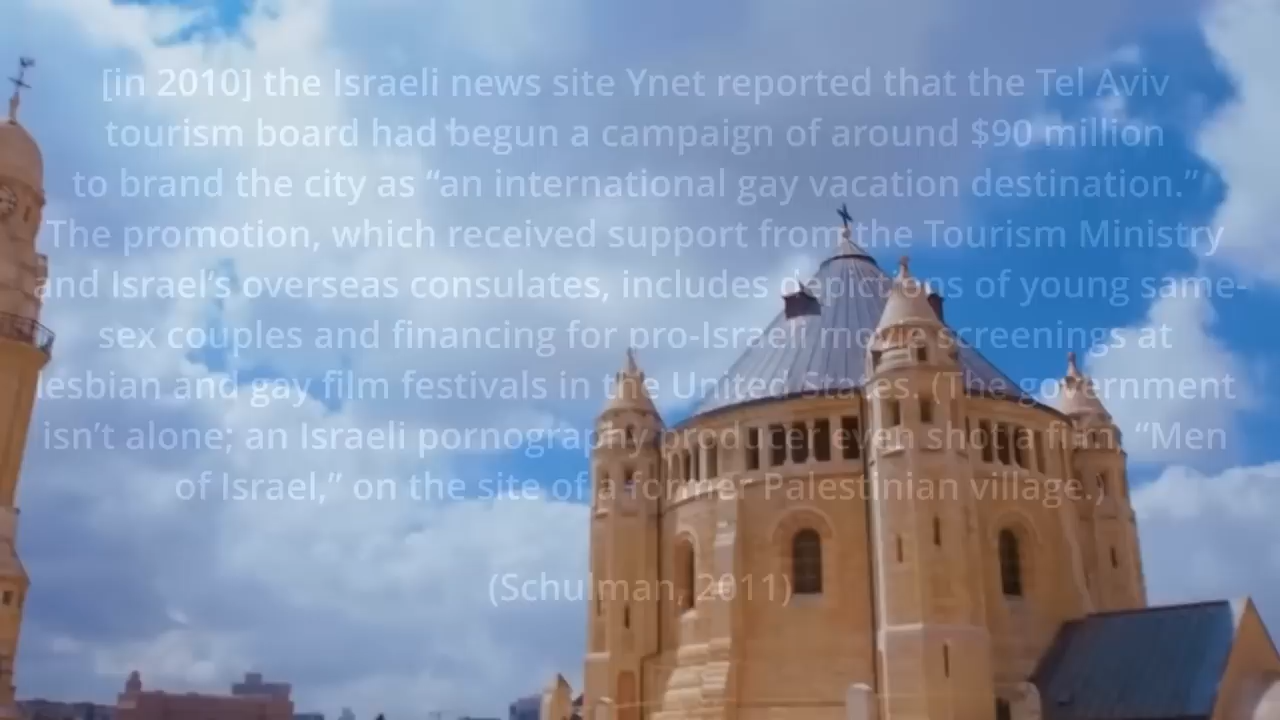 [in 2010] the Israeli news site Ynet reported that the Tel Aviv
tourism board had begun a campaign of around $90 million
to brand the city as “an international gay vacation destination.”
The promotion, which received support from the Tourism Ministry
and Israel’s overseas consulates, includes depictions of young same-
sex couples and financing for pro-Israeli movie screenings at
lesbian and gay film festivals in the United States. (The government
isn’t alone; an Israeli pornographer even shot a film, “Men
of Israel,” on the site of a former Palestinian village.)
(Schulman, 2011)